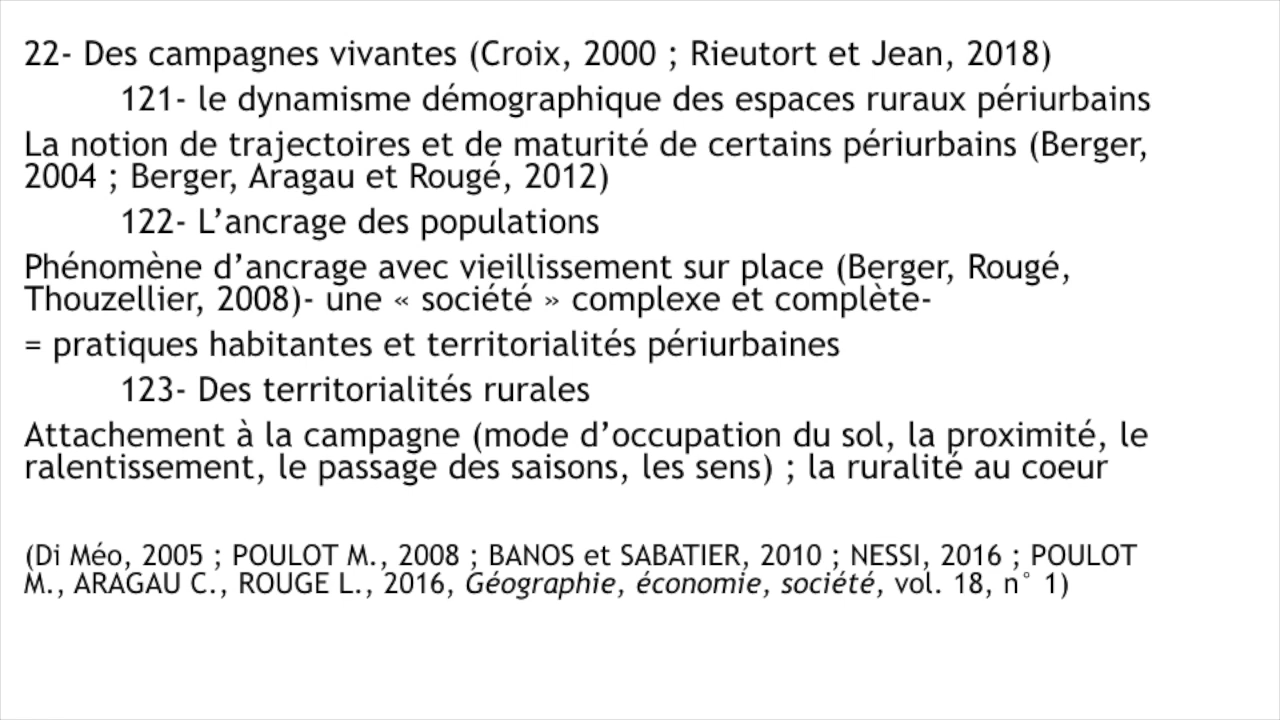 22- Des campagnes vivantes (Croix, 2000 ; Rieutort et Jean, 2018)
121- le dynamisme démographique des espaces ruraux périurbains
La notion de trajectoires et de maturité de certains périurbains (Berger,
2004 ; Berger, Aragau et Rougé, 2012)
122- L’ancrage des populations
Phénomène d’ancrage avec vieillissement sur place (Berger, Rougé,
Thouzellier, 2008)- une « société » complexe et complète-
= pratiques habitantes et territorialités périurbaines
123- Des territorialités rurales
Attachement à la campagne (mode d’occupation du sol, la proximité, le
ralentissement, le passage des saisons, les sens) ; la ruralité au coeur
(Di Méo, 2005 ; POULOT M., 2008 ; BANOS et SABATIER, 2010 ; NESSI, 2016 ; POULOT
M., ARAGAU C., ROUGE L., 2016, Géographie, économie, société, vol. 18, n° 1)